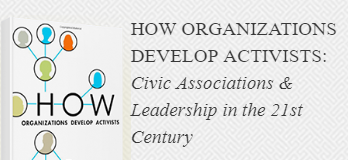 HOW ORGANIZATIONS
DEVELOP ACTIVISTS:
Civic Associations &
Leadership in the 21st
Century
HOW
ORGANIZATIONS DEVELOP ACTIVISTS